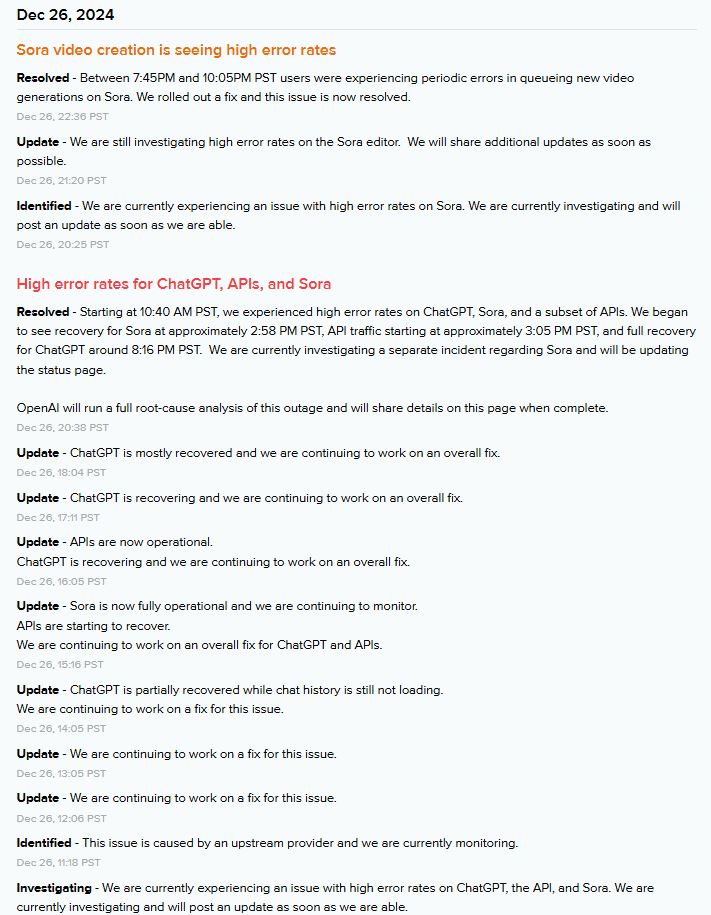 Dec 26, 2024
Sora video creation is seeing high error rates
Resolved - Between 7:45PM and 10:05PM PST users were experiencing periodic errors in queueing new video
generations on Sora. We rolled out a fix and this issue is now resolved.
Dec 26, 22:36 PST
Update - We are still investigating high error rates on the Sora editor.  We will share additional updates as soon as
possible.
Dec 26, 21:20 PST
Identified - We are currently experiencing an issue with high error rates on Sora. We are currently investigating and will
post an update as soon as we are able.
Dec 26, 20:25 PST
High error rates for ChatGPT, APIs, and Sora
Resolved - Starting at 10:40 AM PST, we experienced high error rates on ChatGPT, Sora, and a subset of APIs. We began
to see recovery for Sora at approximately 2:58 PM PST, API traffic starting at approximately 3:05 PM PST, and full recovery
for ChatGPT around 8:16 PM PST.  We are currently investigating a separate incident regarding Sora and will be updating
the status page.
OpenAI will run a full root-cause analysis of this outage and will share details on this page when complete.
Dec 26, 20:38 PST
Update - ChatGPT is mostly recovered and we are continuing to work on an overall fix.
Dec 26, 18:04 PST
Update - ChatGPT is recovering and we are continuing to work on an overall fix.
Dec 26, 17:11 PST
Update - APIs are now operational.
ChatGPT is recovering and we are continuing to work on an overall fix.
Dec 26, 16:05 PST
Update - Sora is now fully operational and we are continuing to monitor.
APIs are starting to recover.
We are continuing to work on an overall fix for ChatGPT and APIs.
Dec 26, 15:16 PST
Update - ChatGPT is partially recovered while chat history is still not loading.
We are continuing to work on a fix for this issue.
Dec 26, 14:05 PST
Update - We are continuing to work on a fix for this issue.
Dec 26, 13:05 PST
Update - We are continuing to work on a fix for this issue.
Dec 26, 12:06 PST
Identified - This issue is caused by an upstream provider and we are currently monitoring.
Dec 26, 11:18 PST
Investigating - We are currently experiencing an issue with high error rates on ChatGPT, the API, and Sora. We are
currently investigating and will post an update as soon as we are able.